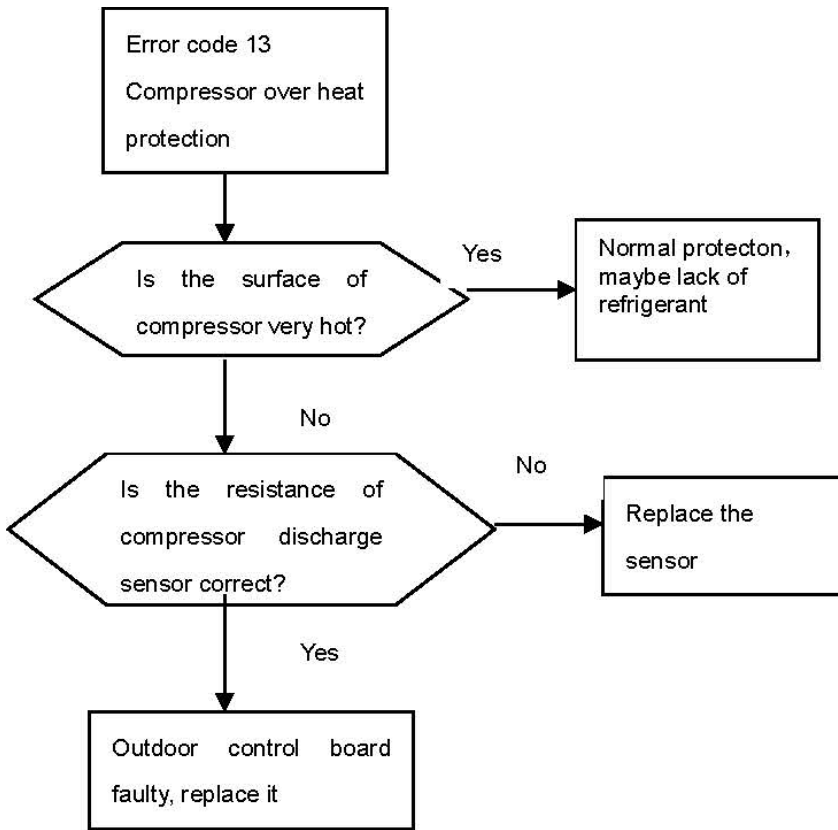 Error code 13
Compressor over heat
protection
Is the surface of
compressor very hot?
Yes
Normal protecton，
maybe lack of
refrigerant
No
Is the resistance of
compressor discharge
sensor correct?
No
Replace the
sensor
Yes
Outdoor control board
faulty, replace it